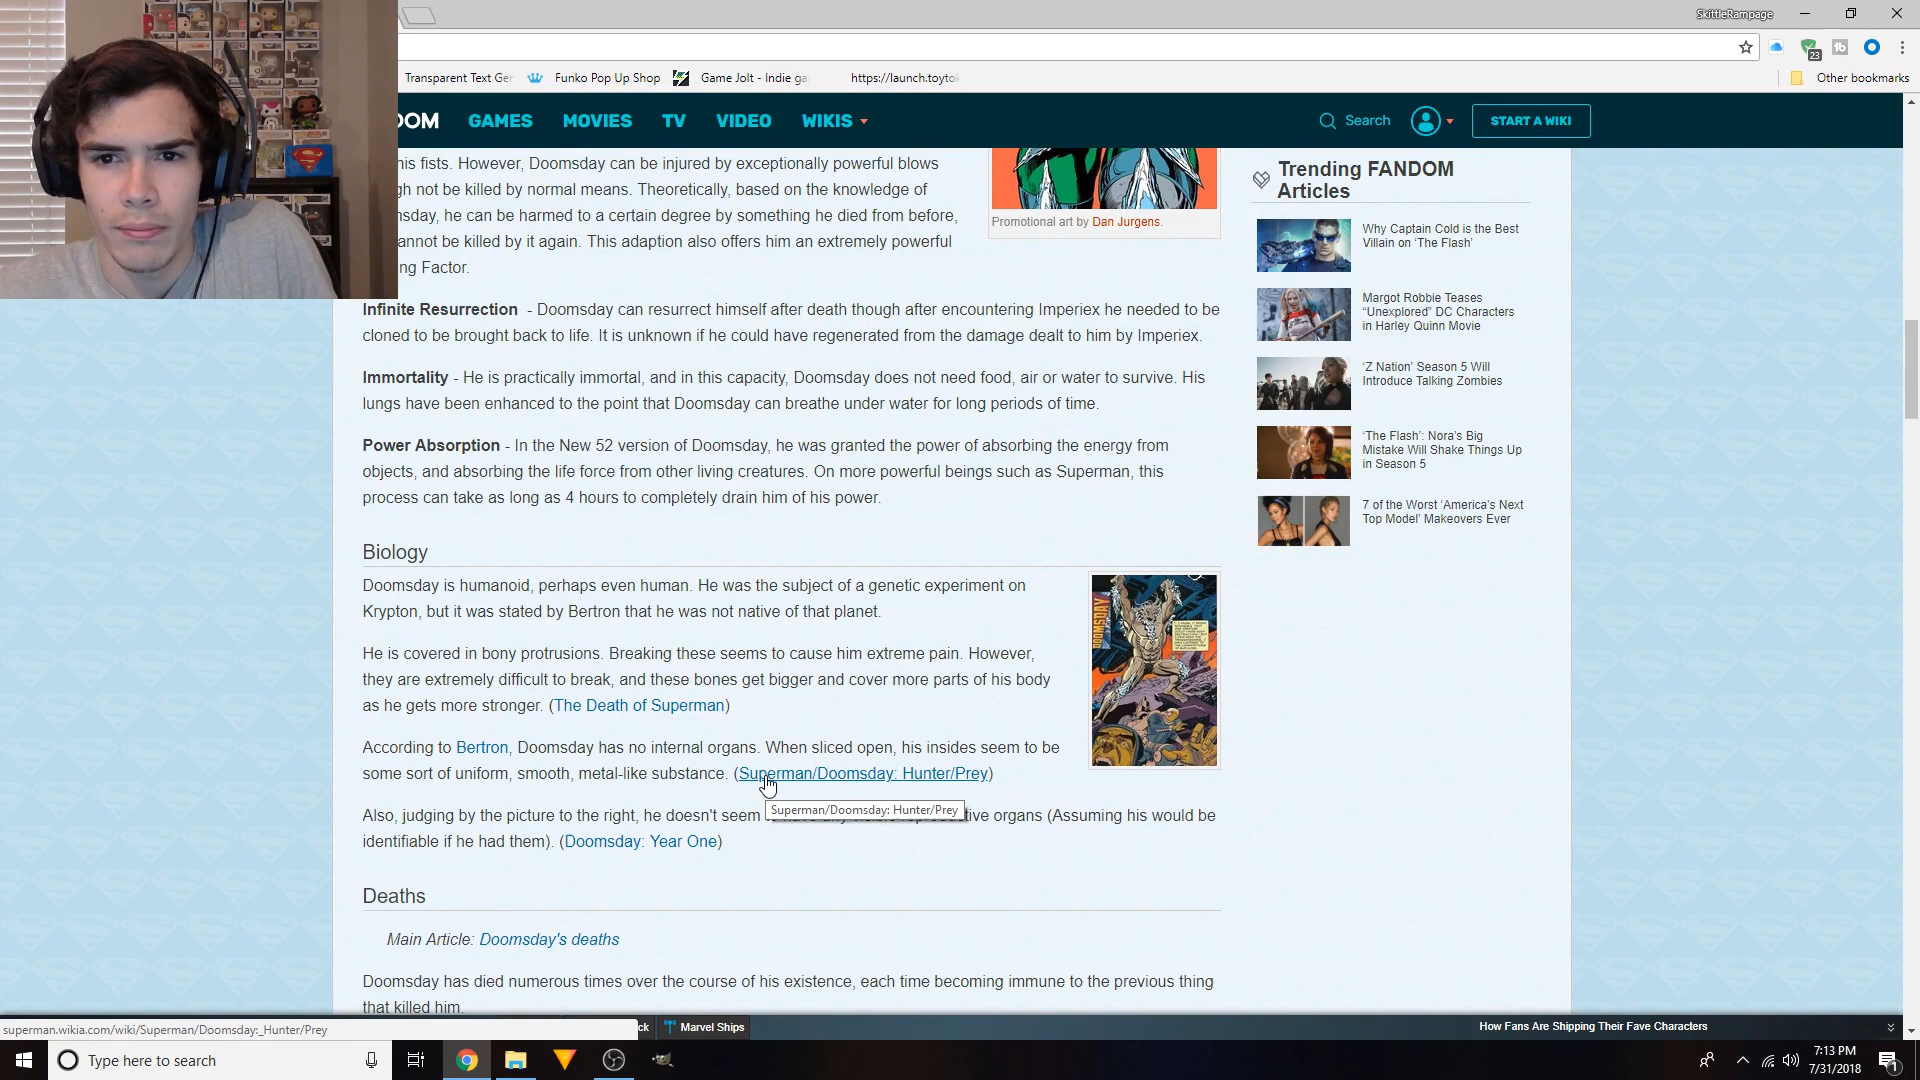 SkittleRampage
23
Transparent Text Ger
Funko Pop Up Shop
Game Jolt - Indie ga
https://launch.toytok
Other bookmarks
DOM
GAMES
MOVIES
TV
VIDEO
WIKIS
Search
START A WIKI
his fists. However, Doomsday can be injured by exceptionally powerful blows
gh not be killed by normal means. Theoretically, based on the knowledge of
msday, he can be harmed to a certain degree by something he died from before,
annot be killed by it again. This adaption also offers him an extremely powerful
ng Factor.
Promotional art by Dan Jurgens.
Infinite Resurrection - Doomsday can resurrect himself after death though after encountering Imperiex he needed to be
cloned to be brought back to life. It is unknown if he could have regenerated from the damage dealt to him by Imperiex.
Immortality - He is practically immortal, and in this capacity, Doomsday does not need food, air or water to survive. His
lungs have been enhanced to the point that Doomsday can breathe under water for long periods of time.
Power Absorption - In the New 52 version of Doomsday, he was granted the power of absorbing the energy from
objects, and absorbing the life force from other living creatures. On more powerful beings such as Superman, this
process can take as long as 4 hours to completely drain him of his power.
Biology
Doomsday is humanoid, perhaps even human. He was the subject of a genetic experiment on
Krypton, but it was stated by Bertron that he was not native of that planet.
He is covered in bony protrusions. Breaking these seems to cause him extreme pain. However,
they are extremely difficult to break, and these bones get bigger and cover more parts of his body
as he gets more stronger. (The Death of Superman)
DOOMSDAY
According to Bertron, Doomsday has no internal organs. When sliced open, his insides seem to be
some sort of uniform, smooth, metal-like substance. (Superman/Doomsday: Hunter/Prey)
Superman/Doomsday: Hunter/Prey
Also, judging by the picture to the right, he doesn't seem tive organs (Assuming his would be
identifiable if he had them). (Doomsday: Year One)
Deaths
Main Article: Doomsday's deaths
Doomsday has died numerous times over the course of his existence, each time becoming immune to the previous thing
that killed him.
Trending FANDOM
Articles
Why Captain Cold is the Best
Villain on 'The Flash'
Margot Robbie Teases
"Unexplored" DC Characters
in Harley Quinn Movie
'Z Nation' Season 5 Will
Introduce Talking Zombies
'The Flash': Nora's Big
Mistake Will Shake Things Up
in Season 5
7 of the Worst 'America's Next
Top Model' Makeovers Ever
superman.wikia.com/wiki/Superman/Doomsday:_Hunter/Prey
ck
Marvel Ships
How Fans Are Shipping Their Fave Characters
Type here to search
7:13 PM
7/31/2018
1